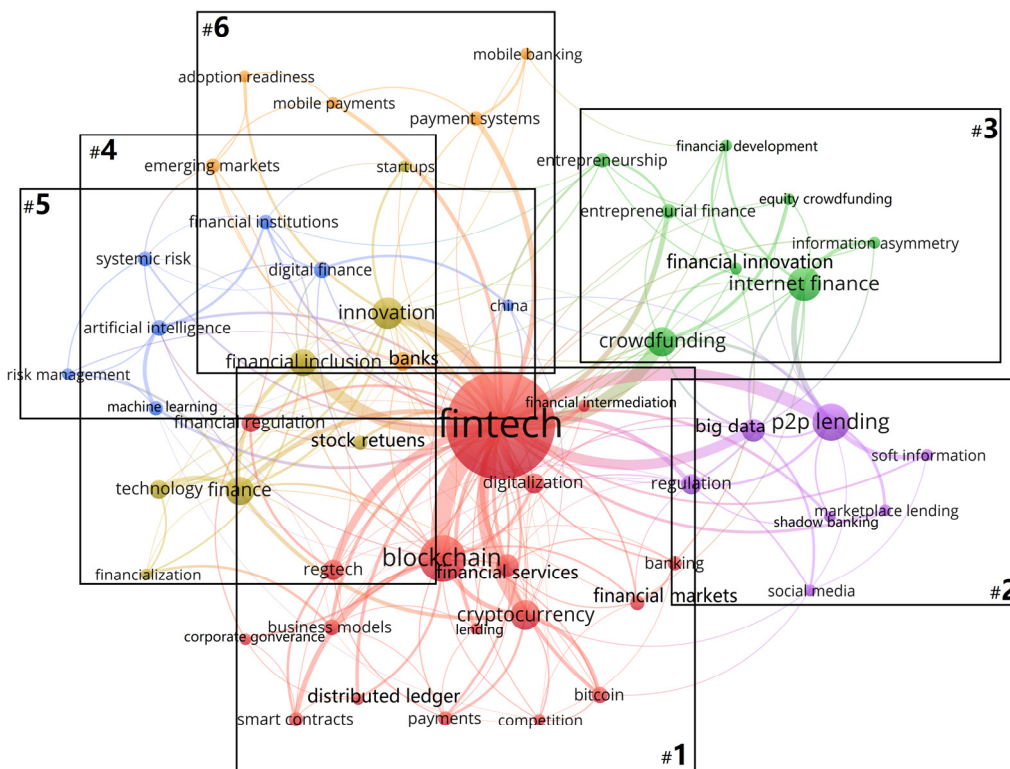 #6
mobile banking
adoption readiness
mobile payments
payment systems
#3
#4
entrepreneurship
financial development
emerging markets
startups
#5
equity crowdfunding
entrepreneurial finance
financial institutions
information asymmetry
systemic risk
digital finance
financial innovation
internet finance
china
innovation
artificial intelligence
crowdfunding
financial inclusion
banks
risk management
machine learning
financial intermediation
financial regulation
fintech
big data
p2p lending
stock retuens
soft information
digitalization
regulation
technology
finance
marketplace lending
shadow banking
blockchain
financial services
regtech
banking
financialization
social media
#2
financial markets
cryptocurrency
business models
lending
corporate gonverance
distributed ledger
bitcoin
smart contracts
payments
competition
#1